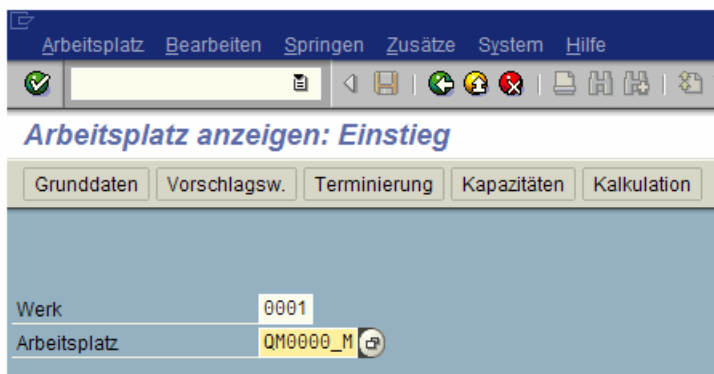 Arbeitsplatz Bearbeiten Springen Zusätze System Hilfe
Arbeitsplatz anzeigen: Einstieg
Grunddaten Vorschlagsw. Terminierung Kapazitäten Kalkulation
Werk 0001
Arbeitsplatz QM0000_M